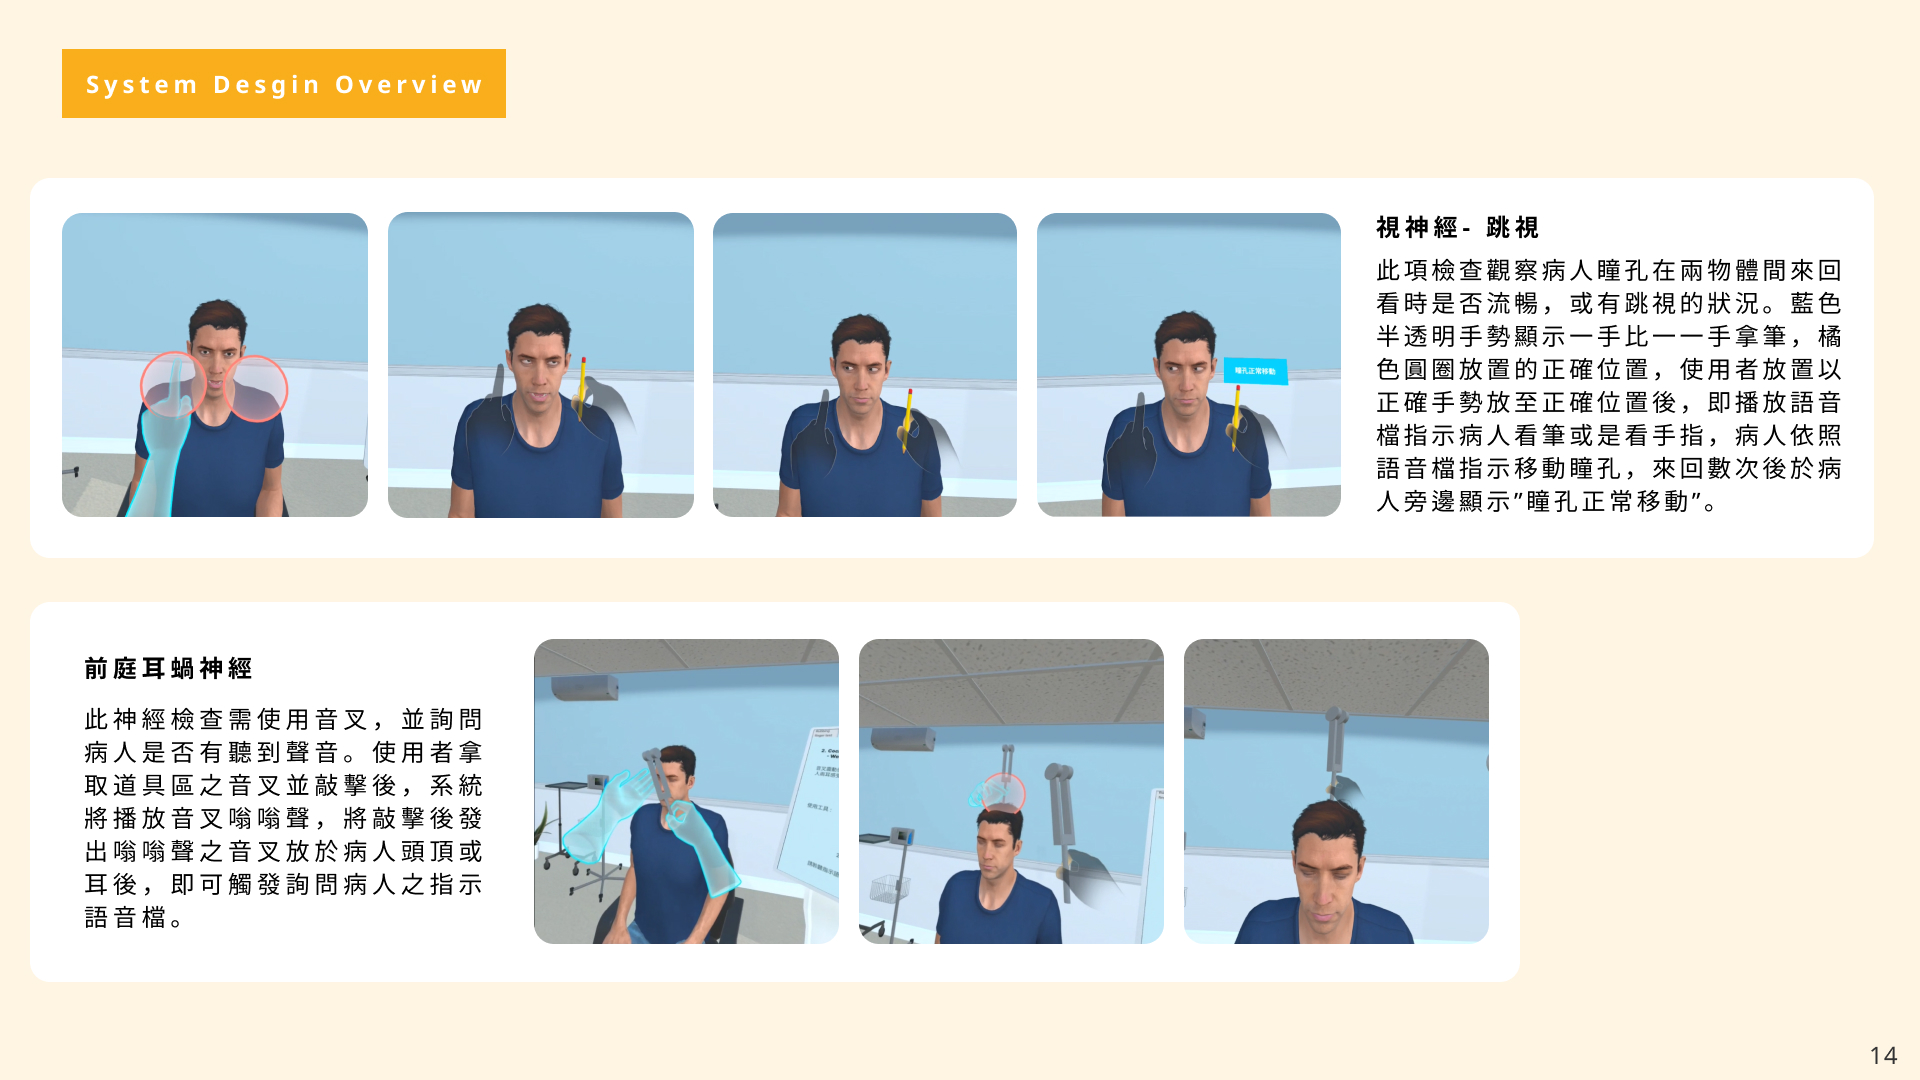 System Desgin Overview
視神經- 跳視
此項檢查觀察病人瞳孔在兩物體間來回
看時是否流暢，或有跳視的狀況。藍色
半透明手勢顯示一手比一一手拿筆，橘
色圓圈放置的正確位置，使用者放置以
正確手勢放至正確位置後，即播放語音
檔指示病人看筆或是看手指，病人依照
語音檔指示移動瞳孔，來回數次後於病
人旁邊顯示”瞳孔正常移動”。
瞳孔正常移動
前庭耳蝸神經
此神經檢查需使用音叉，並詢問
病人是否有聽到聲音。使用者拿
取道具區之音叉並敲擊後，系統
將播放音叉嗡嗡聲，將敲擊後發
出嗡嗡聲之音叉放於病人頭頂或
耳後，即可觸發詢問病人之指示
語音檔。
14